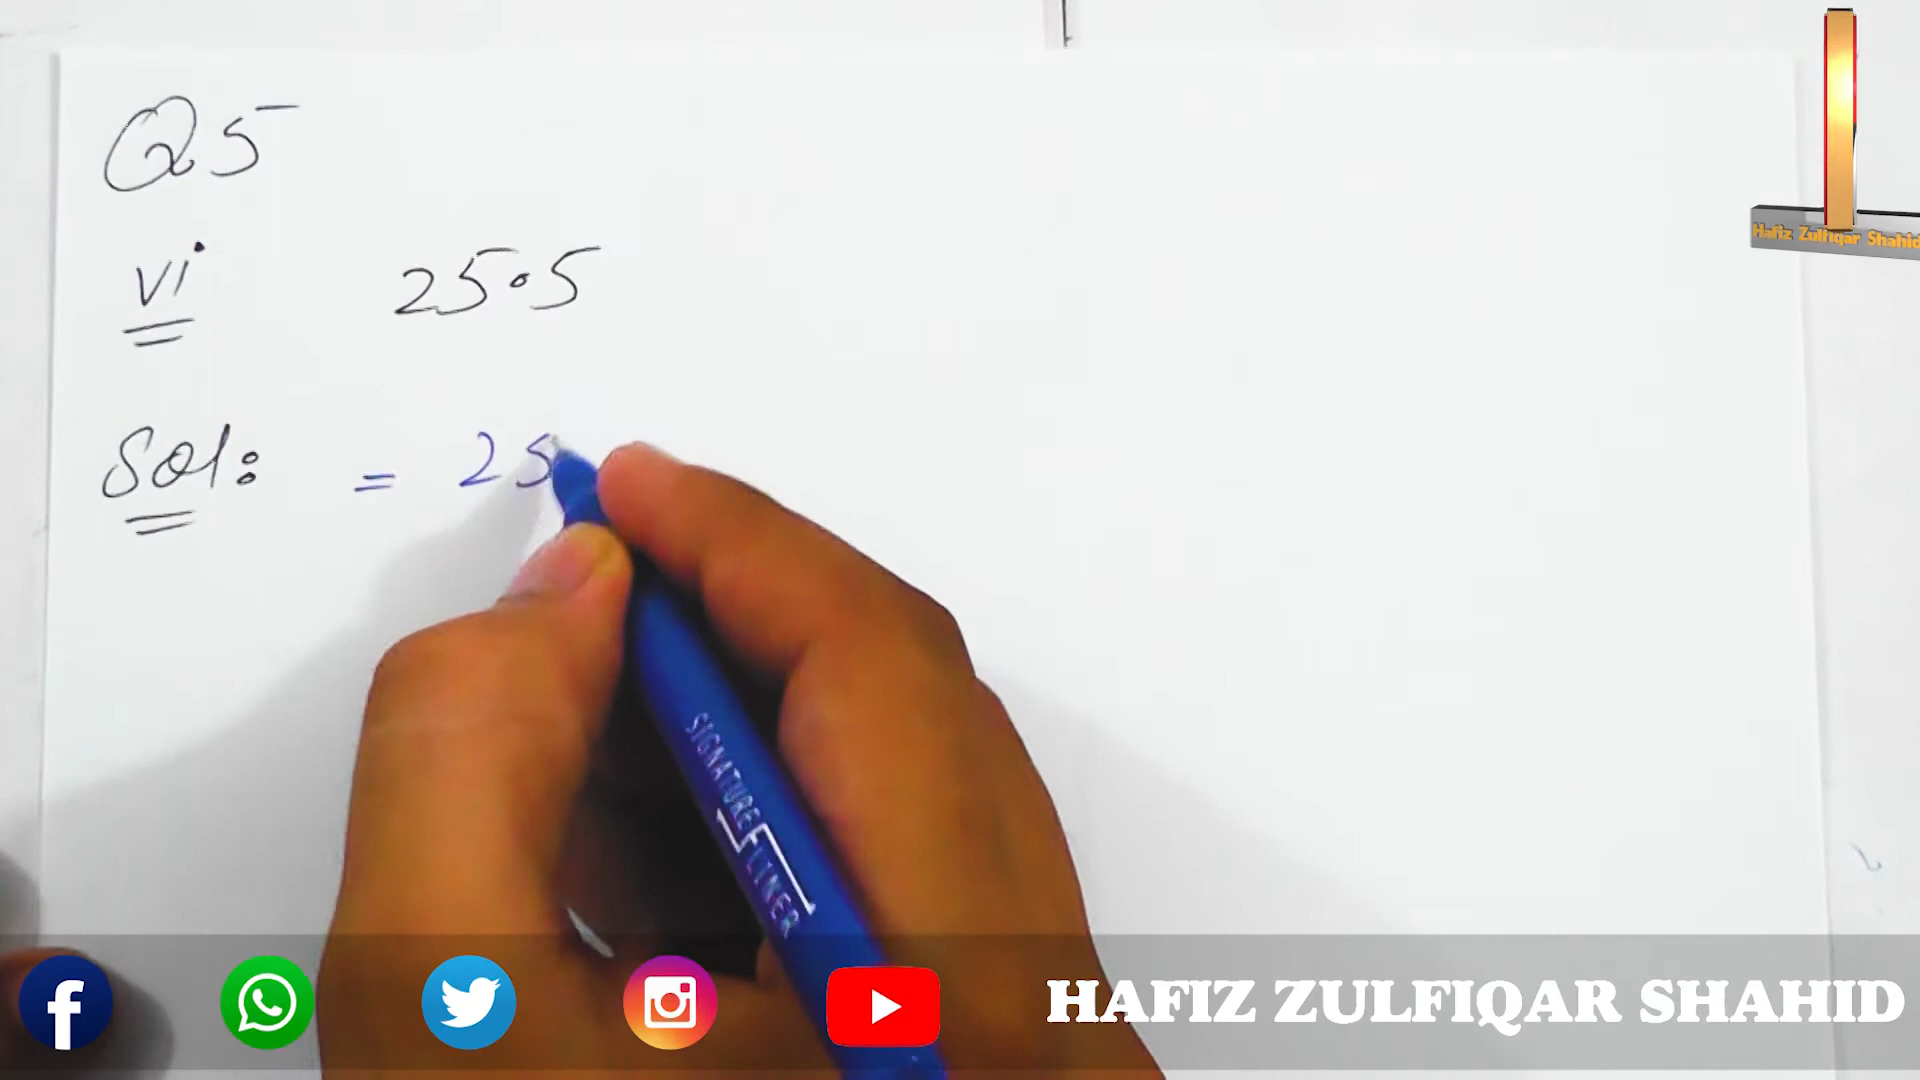 Q5
vi 25.5
Sol: = 25
SIGNATURE LINER
Hafiz Zulfiqar Shahid
HAFIZ ZULFIQAR SHAHID